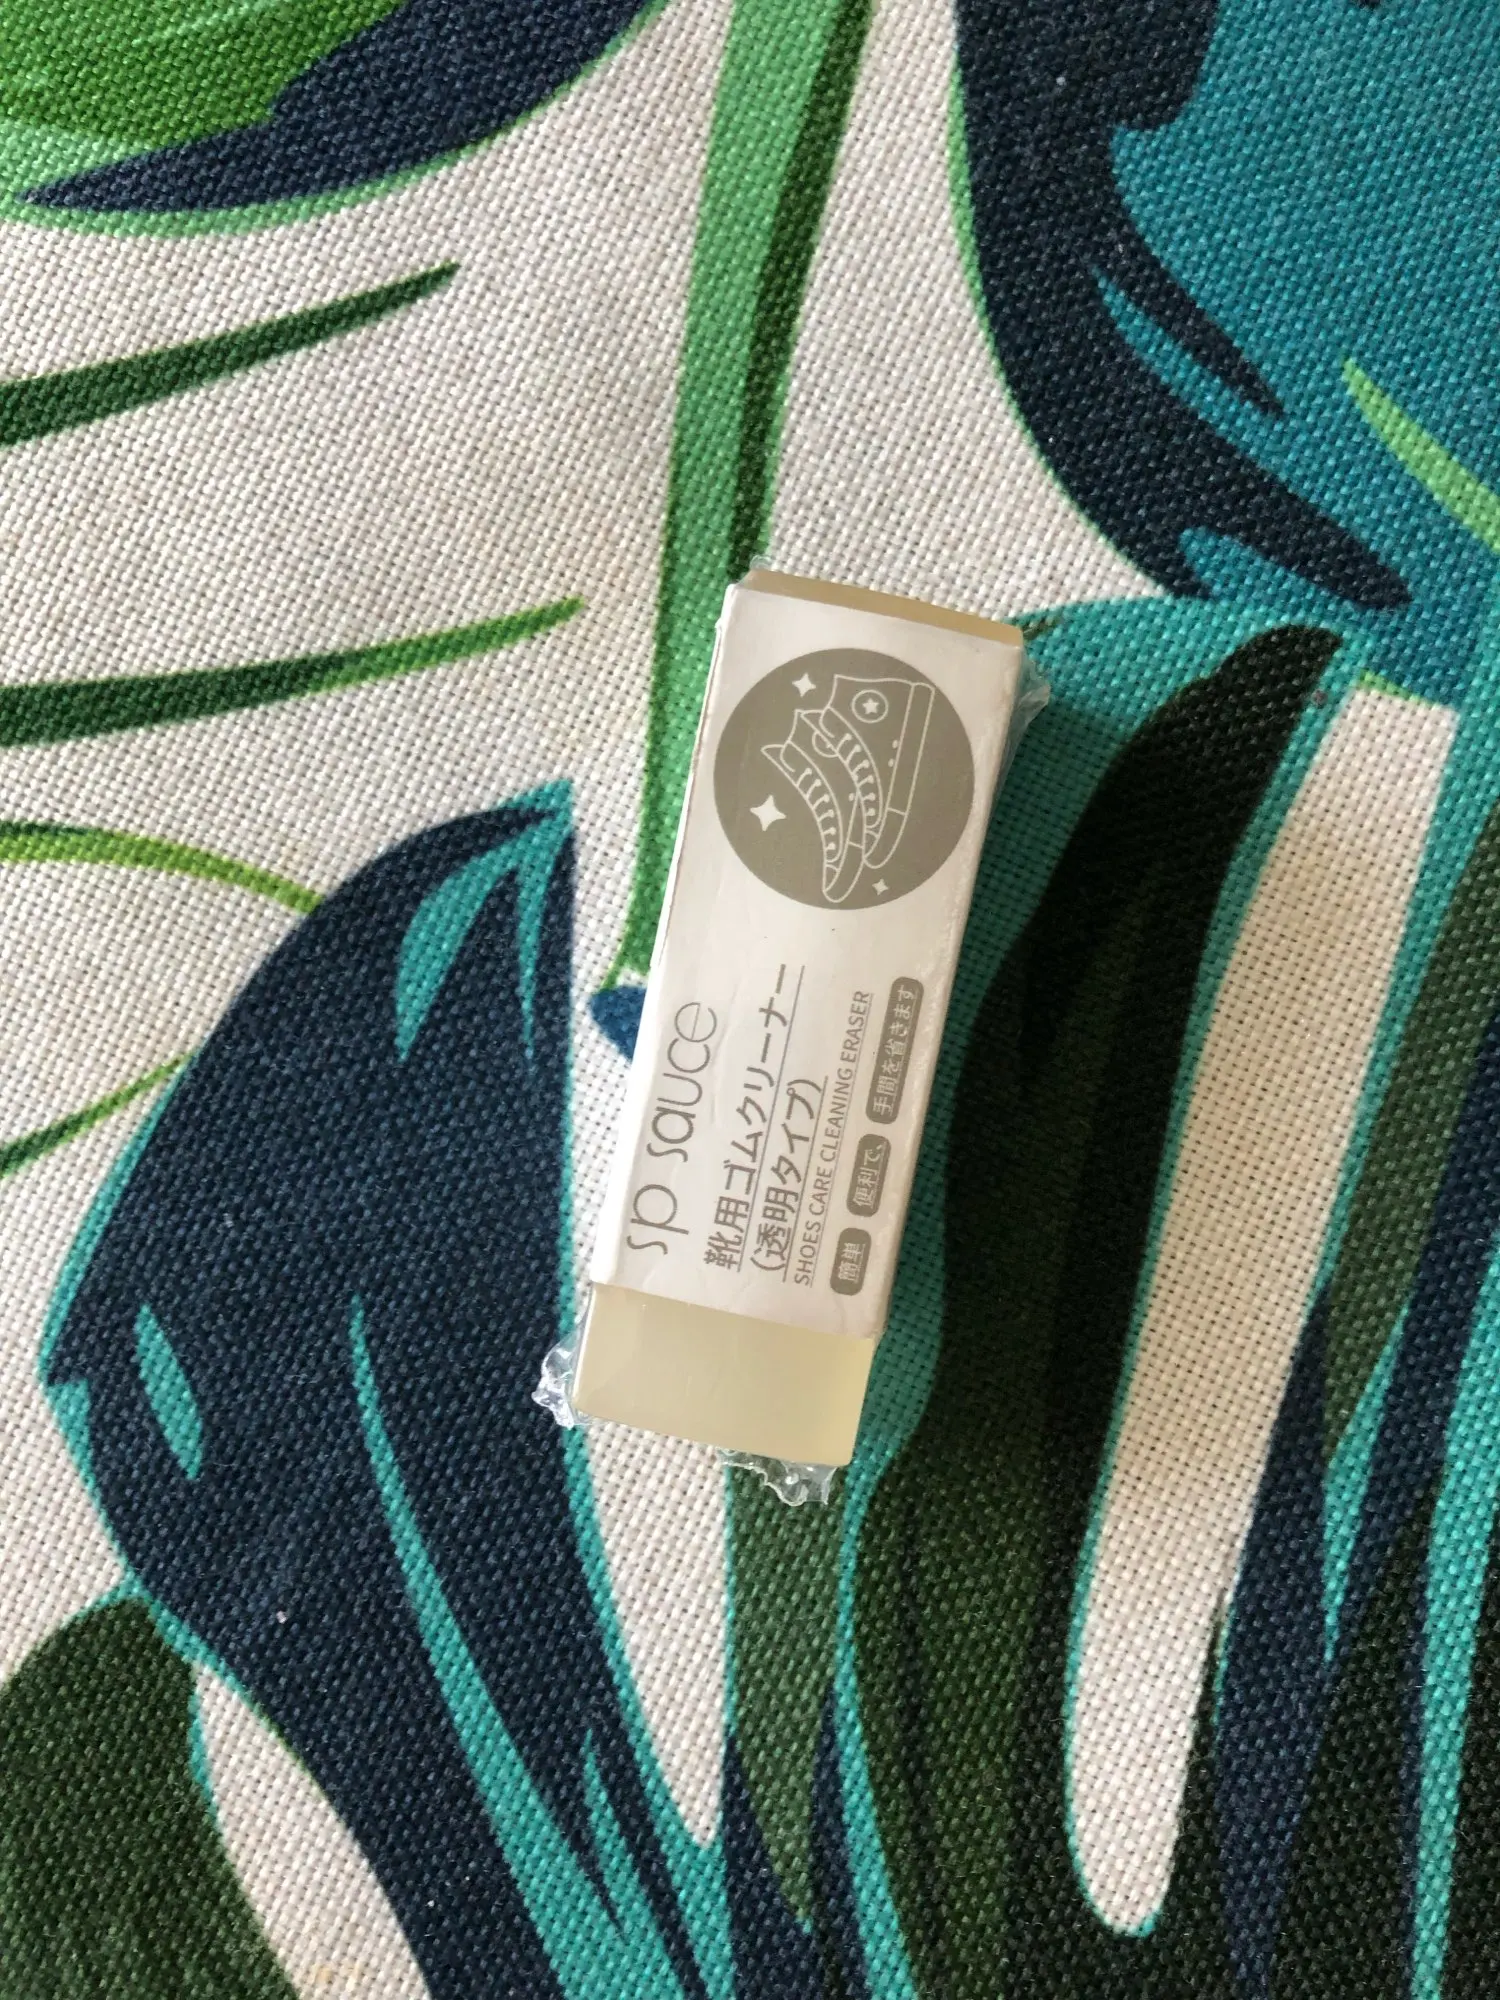 sp sauce
靴用ゴムクリーナー
(透明タイプ)
SHOES CARE CLEANING ERASER
簡単 便利で、 手間を省きます